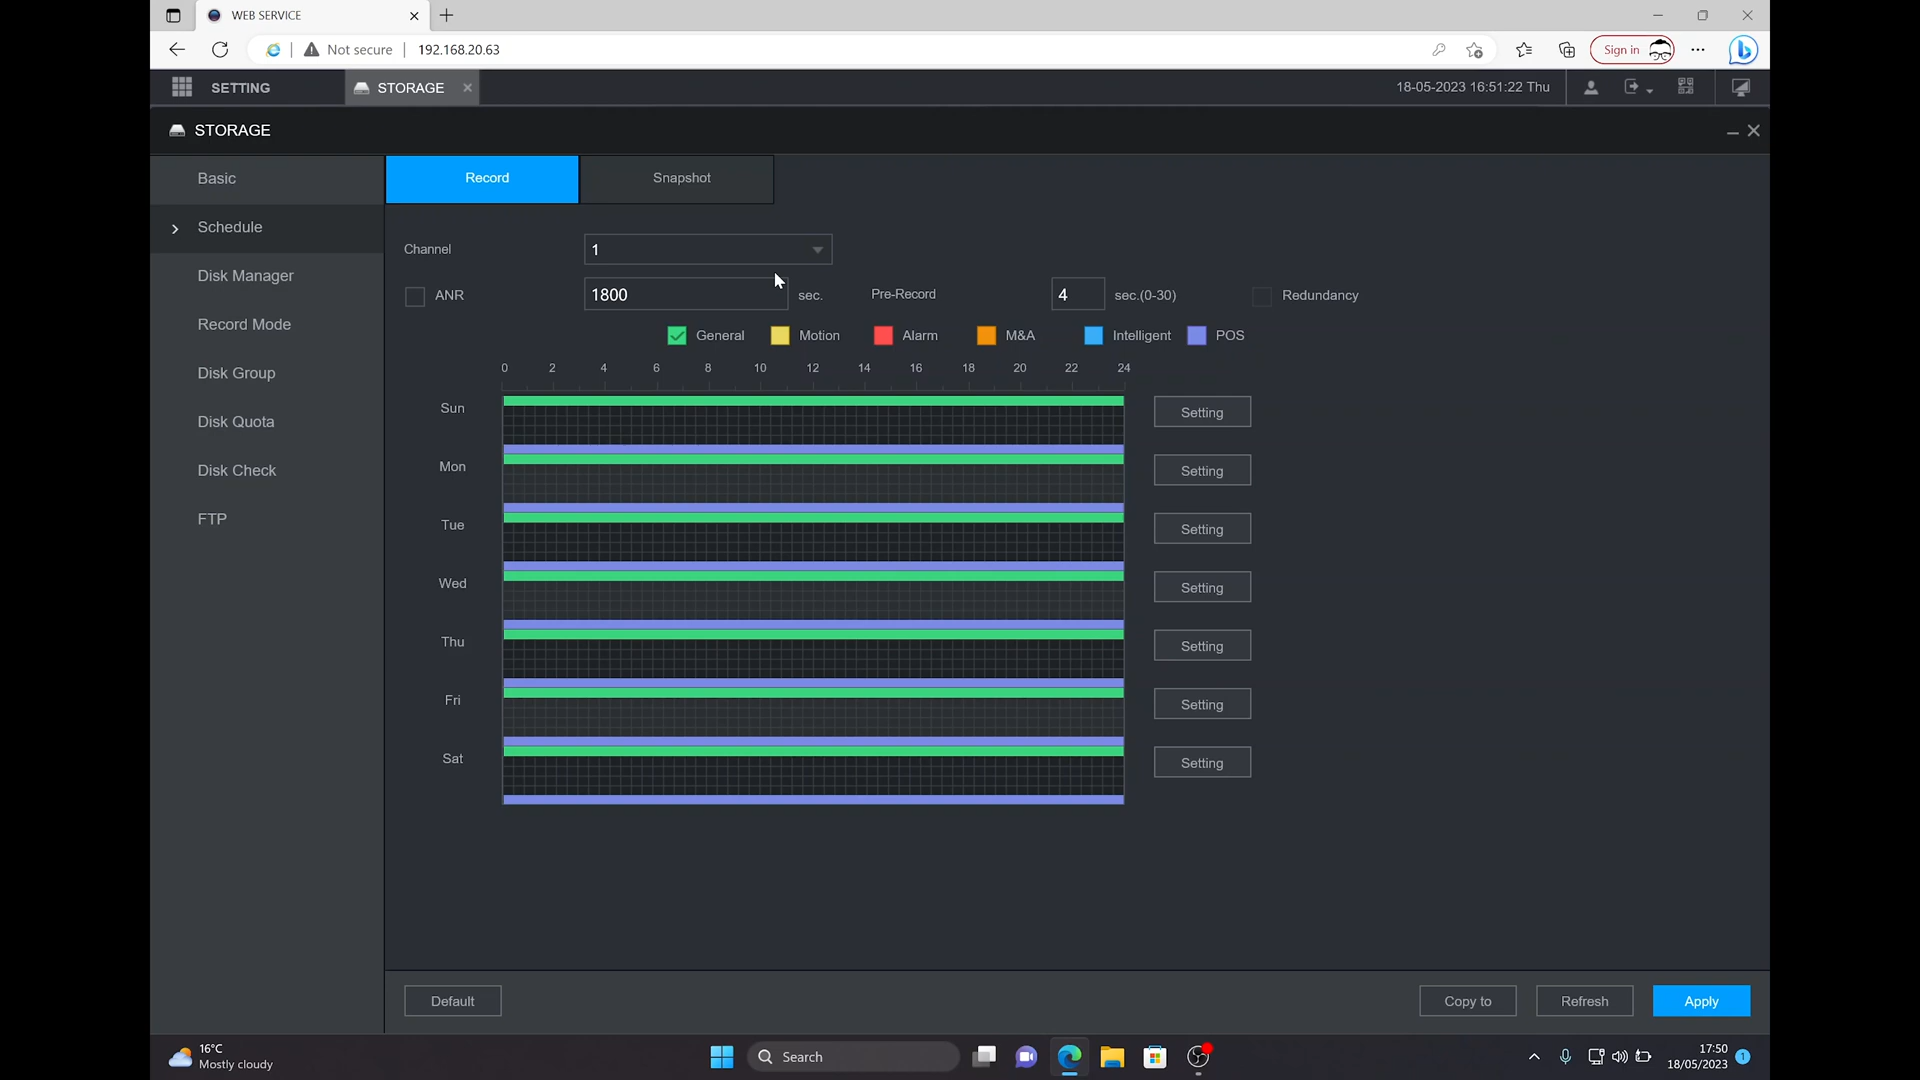 WEB SERVICE
Not secure 192.168.20.63 Sign in
SETTING STORAGE 18-05-2023 16:51:22 Thu
STORAGE
Basic
Schedule
Disk Manager
Record Mode
Disk Group
Disk Quota
Disk Check
FTP
Record Snapshot
Channel 1
ANR 1800 sec. Pre-Record 4 sec.(0-30) Redundancy
General Motion Alarm M&A Intelligent POS
0 2 4 6 8 10 12 14 16 18 20 22 24
Sun Setting
Mon Setting
Tue Setting
Wed Setting
Thu Setting
Fri Setting
Sat Setting
Default Copy to Refresh Apply
16°C
Mostly cloudy
Search
17:50
18/05/2023
1